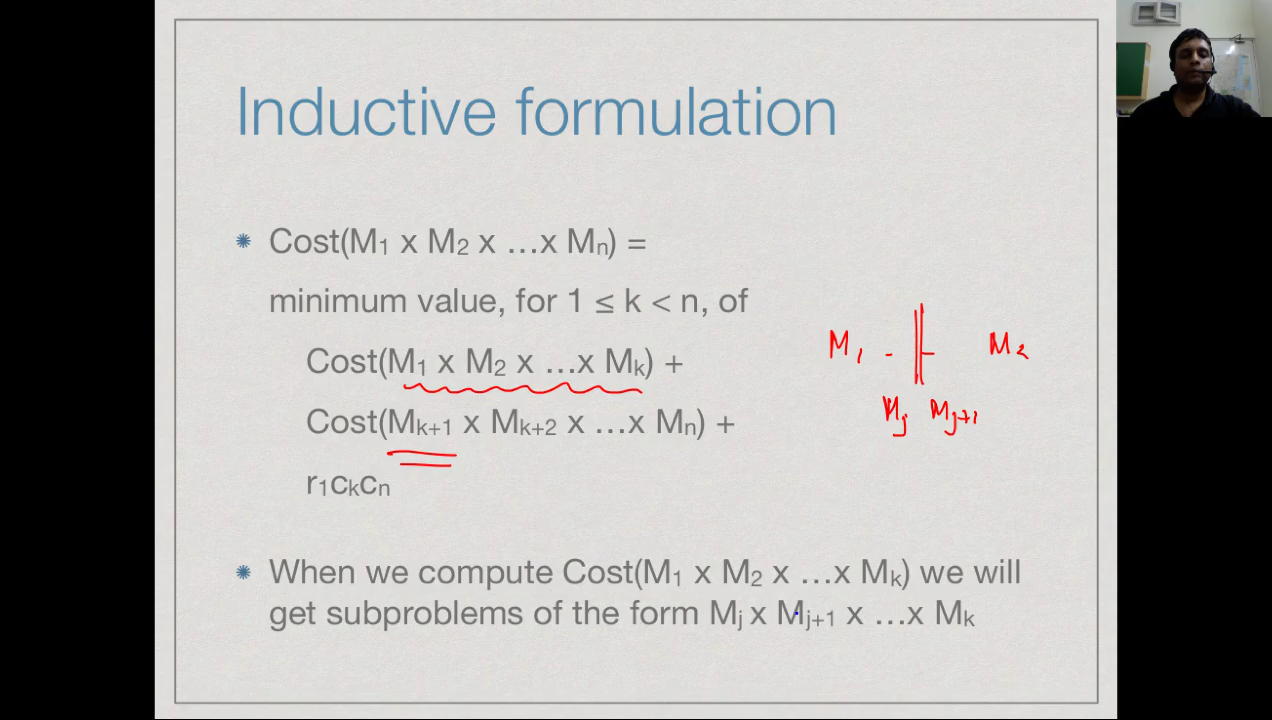 Inductive formulation
Cost(M₁ x M₂ x …x Mₙ) =
minimum value, for 1 ≤ k < n, of
Cost(M₁ x M₂ x …x Mₖ) +
Cost(Mₖ₊₁ x Mₖ₊₂ x …x Mₙ) +
r₁cₖcₙ
M₁ M₂
Mⱼ Mⱼ₊₁
When we compute Cost(M₁ x M₂ x …x Mₖ) we will
get subproblems of the form Mⱼ x Mⱼ₊₁ x …x Mₖ